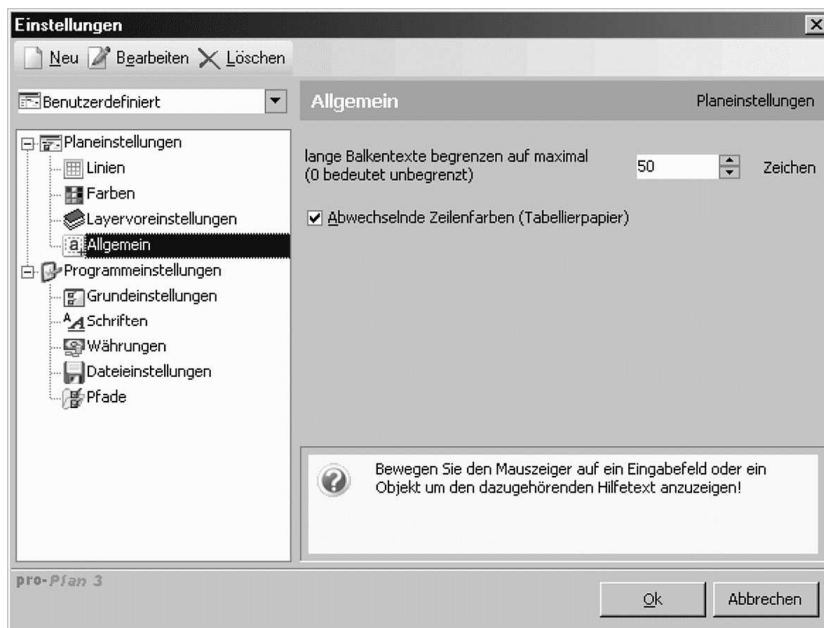 Einstellungen
Neu Bearbeiten Löschen
Benutzerdefiniert
Allgemein Planeinstellungen
Planeinstellungen
Linien
Farben
Layervoreinstellungen
Allgemein
Programmeinstellungen
Grundeinstellungen
Schriften
Währungen
Dateieinstellungen
Pfade
lange Balkentexte begrenzen auf maximal
(0 bedeutet unbegrenzt)
50 Zeichen
Abwechselnde Zeilenfarben (Tabellierpapier)
Bewegen Sie den Mauszeiger auf ein Eingabefeld oder ein
Objekt um den dazugehörenden Hilfetext anzuzeigen!
pro-Plan 3
Ok Abbrechen